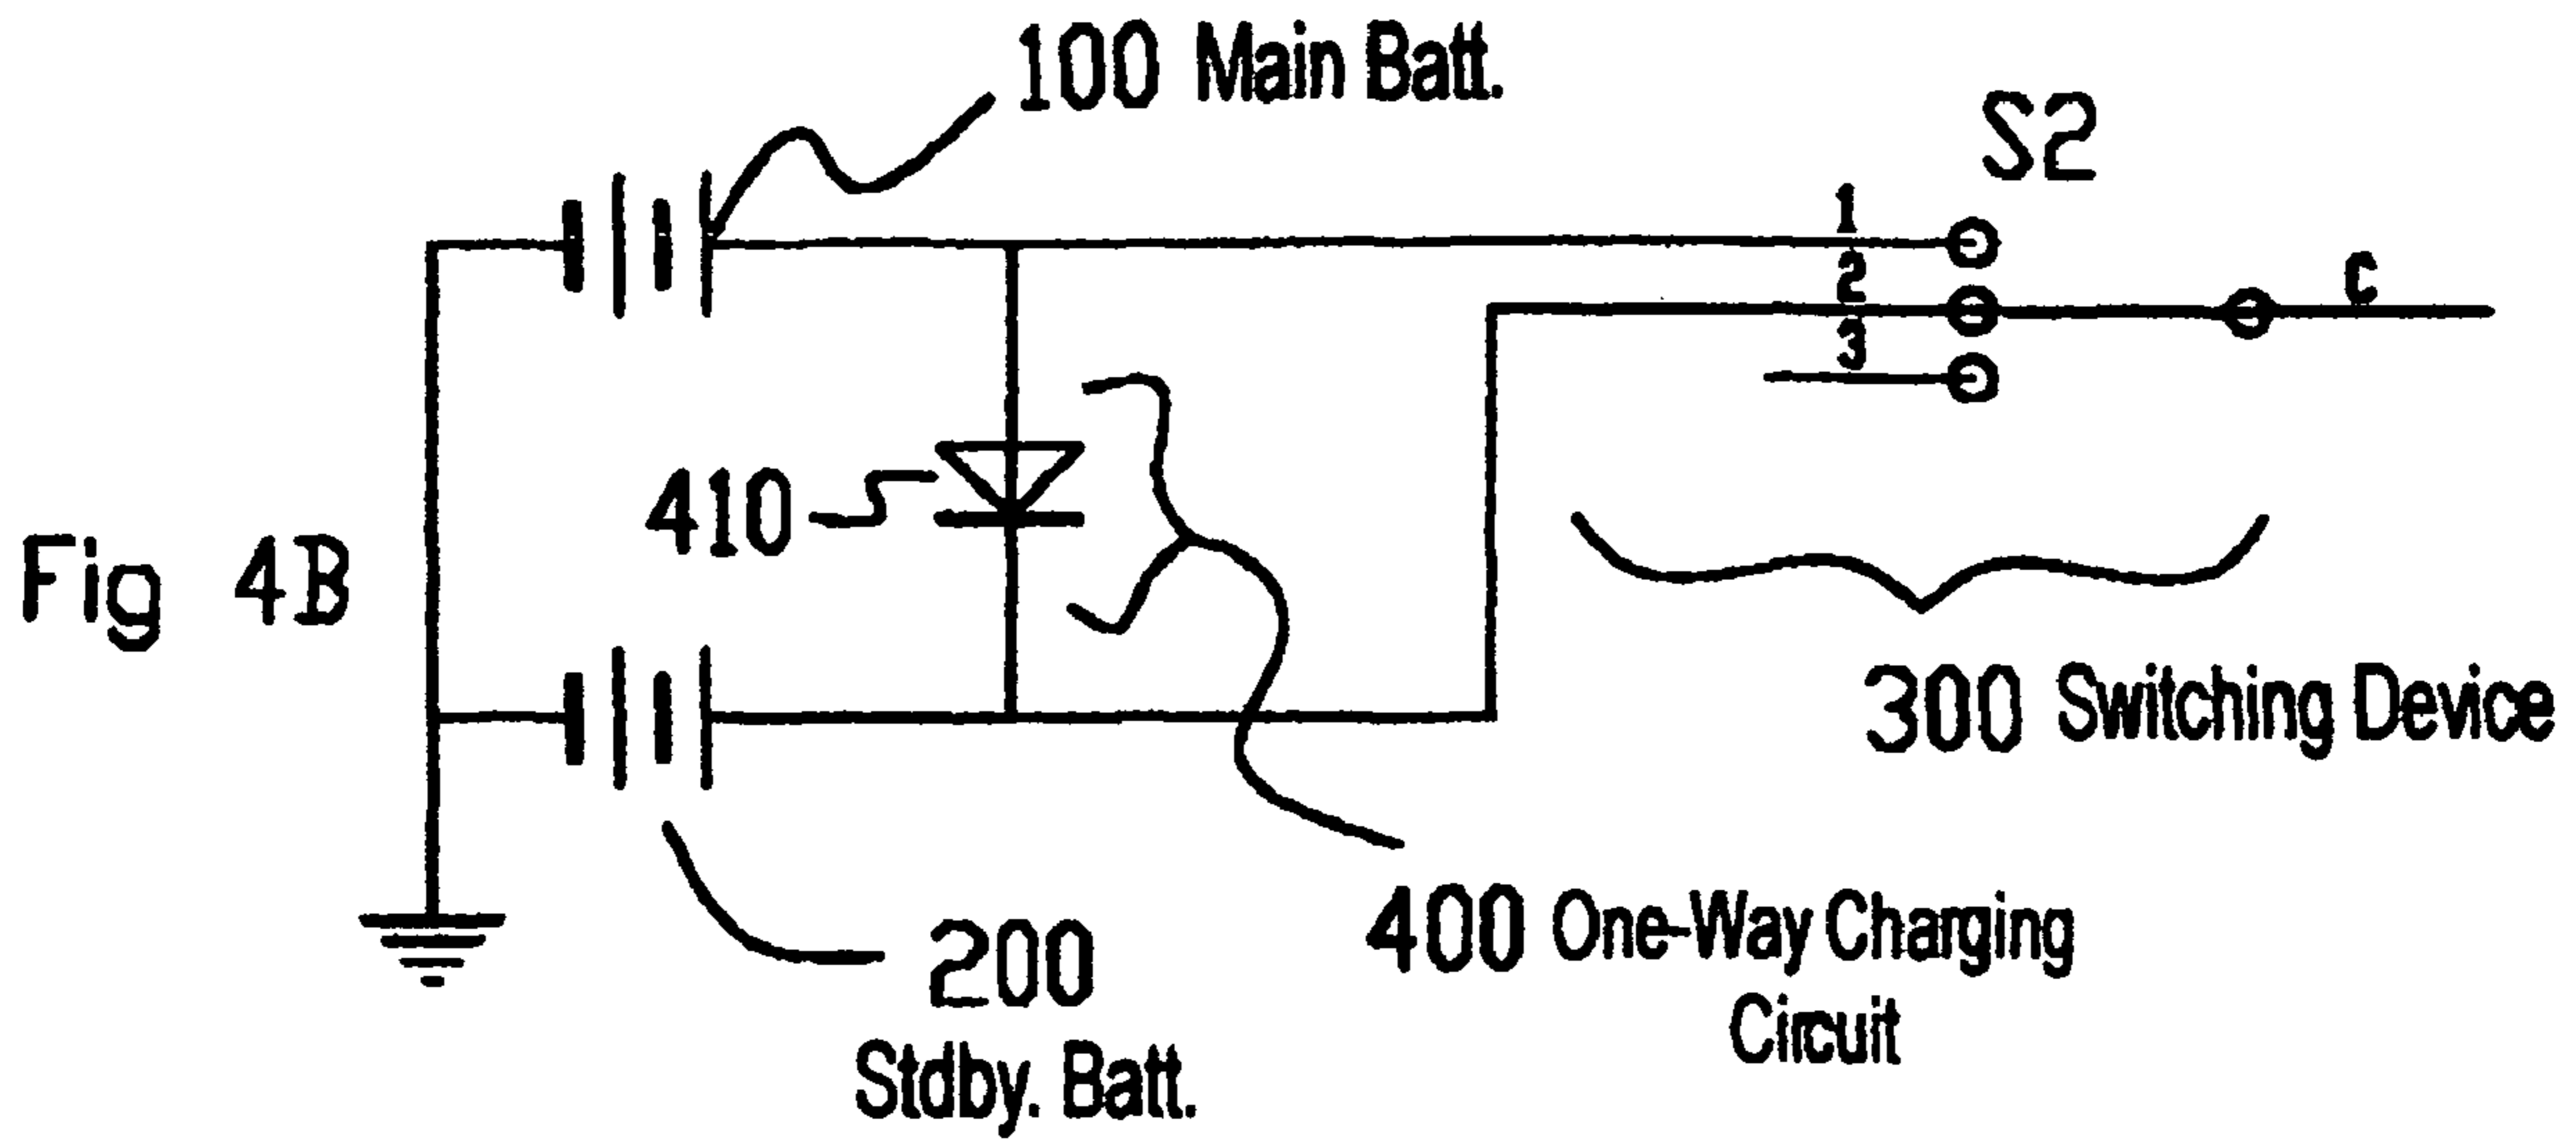 100 Main Batt.
S2
1
2
C
3
410
Fig 4B
300 Switching Device
400 One-Way Charging
Circuit
200
Stdby. Batt.